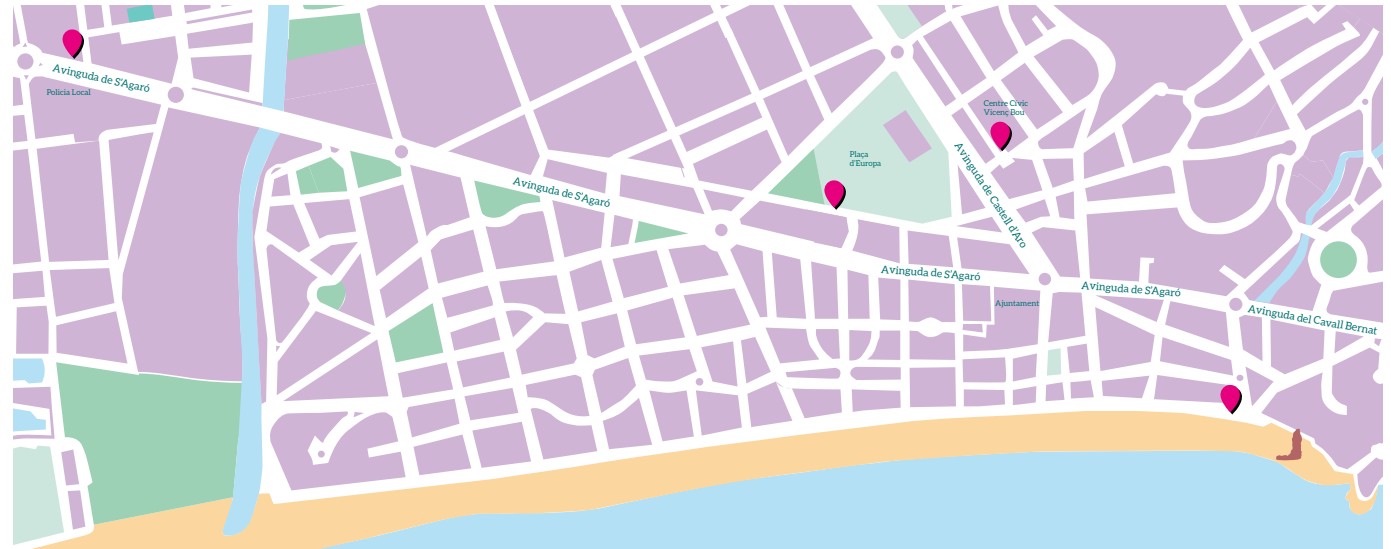 Avinguda de S'Agaró
Policia Local
Centre Cívic
Vicenç Bou
Plaça
d'Europa
Avinguda de Castell d'Aro
Avinguda de S'Agaró
Avinguda de S'Agaró
Avinguda de S'Agaró
Ajuntament
Avinguda del Cavall Bernat